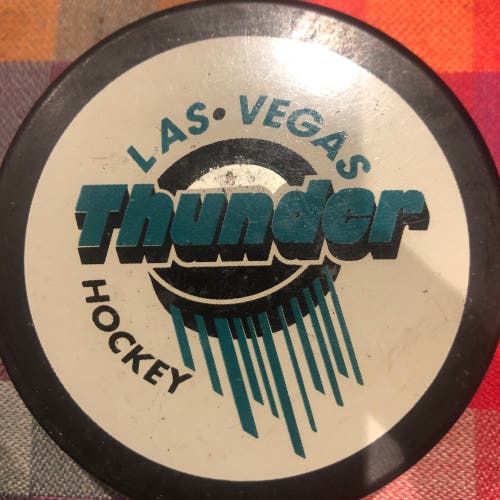 LAS VEGAS
Thunder
HOCKEY